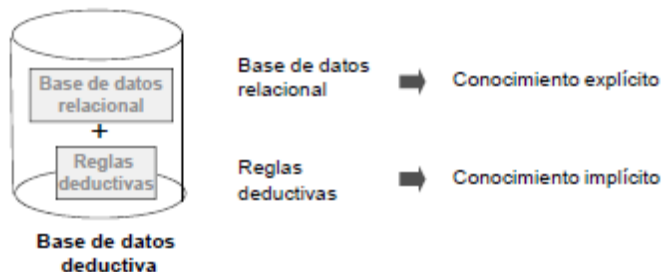 Base de datos
relacional
+
Reglas
deductivas
Base de datos
deductiva
Base de datos
relacional
Conocimiento explícito
Reglas
deductivas
Conocimiento implícito